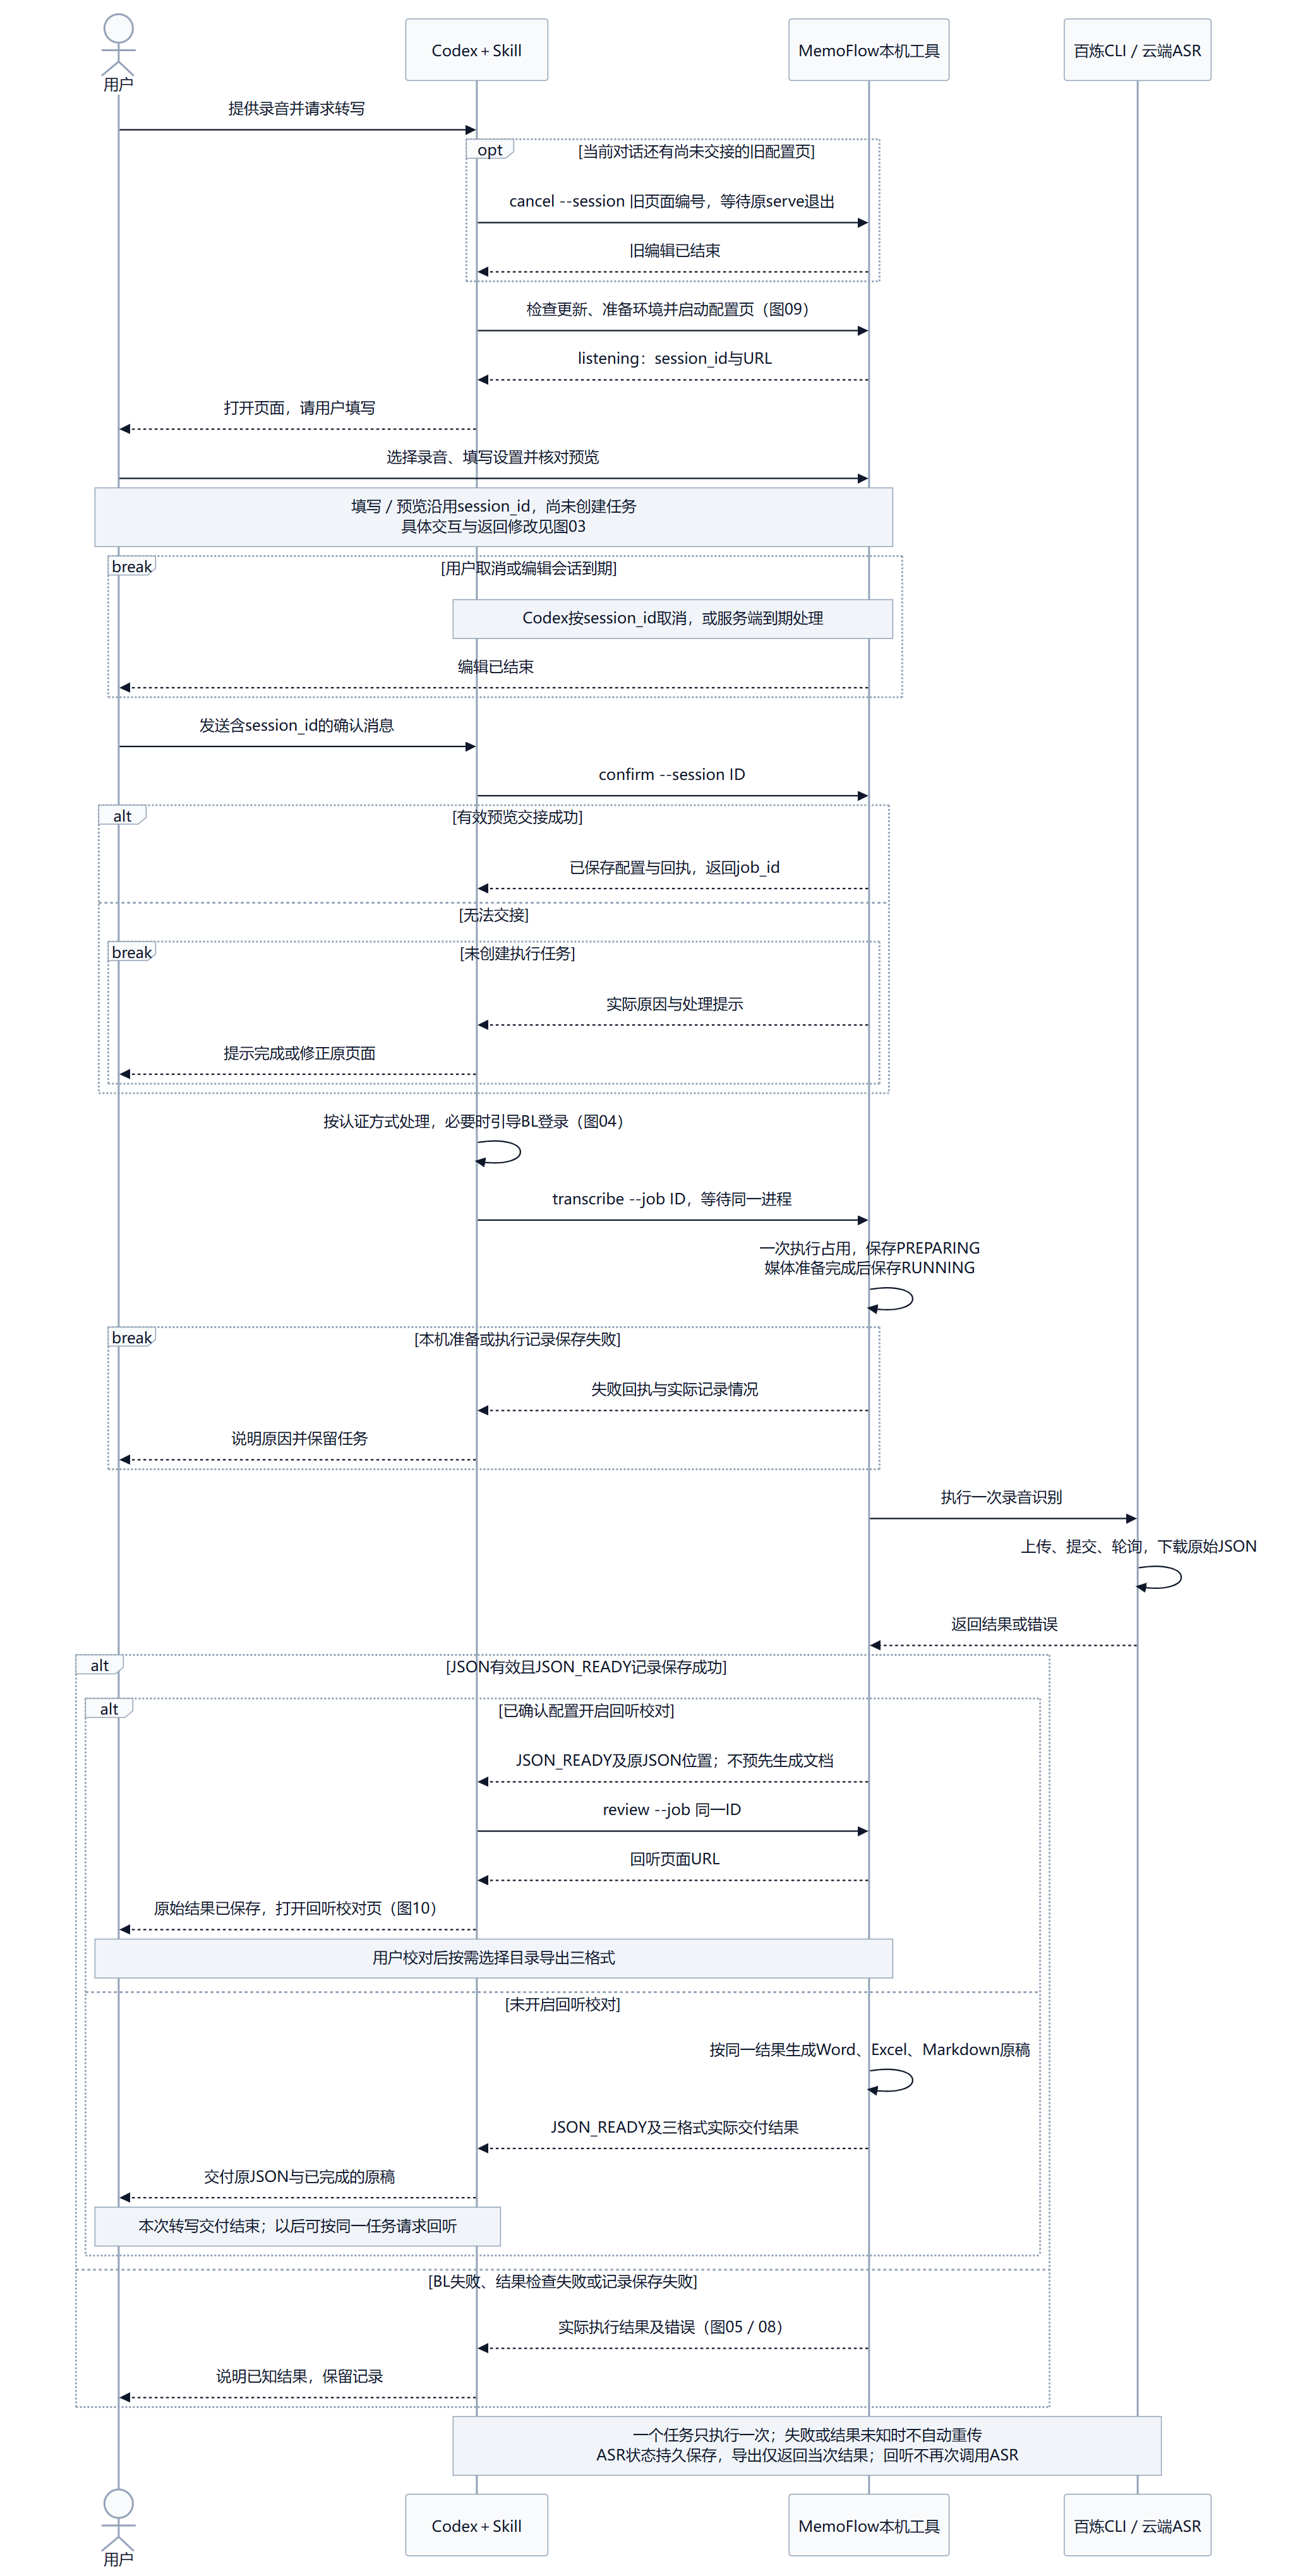 Codex＋Skill
MemoFlow本机工具
百炼CLI / 云端ASR
用户
提供录音并请求转写
opt
[当前对话还有尚未交接的旧配置页]
cancel --session 旧页面编号，等待原serve退出
旧编辑已结束
检查更新、准备环境并启动配置页（图09）
listening：session_id与URL
打开页面，请用户填写
选择录音、填写设置并核对预览
填写 / 预览沿用session_id，尚未创建任务
具体交互与返回修改见图03
break
[用户取消或编辑会话到期]
Codex按session_id取消，或服务端到期处理
编辑已结束
发送含session_id的确认消息
confirm --session ID
alt
[有效预览交接成功]
已保存配置与回执，返回job_id
[无法交接]
break
[未创建执行任务]
实际原因与处理提示
提示完成或修正原页面
按认证方式处理，必要时引导BL登录（图04）
transcribe --job ID，等待同一进程
一次执行占用，保存PREPARING
媒体准备完成后保存RUNNING
break
[本机准备或执行记录保存失败]
失败回执与实际记录情况
说明原因并保留任务
执行一次录音识别
上传、提交、轮询，下载原始JSON
返回结果或错误
alt
[JSON有效且JSON_READY记录保存成功]
alt
[已确认配置开启回听校对]
JSON_READY及原JSON位置；不预先生成文档
review --job 同一ID
回听页面URL
原始结果已保存，打开回听校对页（图10）
用户校对后按需选择目录导出三格式
[未开启回听校对]
按同一结果生成Word、Excel、Markdown原稿
JSON_READY及三格式实际交付结果
交付原JSON与已完成的原稿
本次转写交付结束；以后可按同一任务请求回听
[BL失败、结果检查失败或记录保存失败]
实际执行结果及错误（图05 / 08）
说明已知结果，保留记录
一个任务只执行一次；失败或结果未知时不自动重传
ASR状态持久保存，导出仅返回当次结果；回听不再次调用ASR
Codex＋Skill
MemoFlow本机工具
百炼CLI / 云端ASR
用户